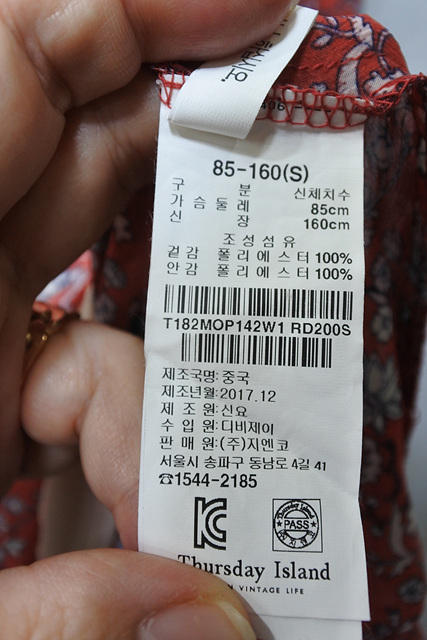 85-160(S)
구 분 신체치수
가슴둘레 85cm
신 장 160cm
조성섬유
겉감 폴리에스터 100%
안감 폴리에스터 100%
T182MOP142W1 RD200S
제조국명:중국
제조년월:2017.12
제 조 원:신요
수 입 원:디비제이
판 매 원:(주)지엔코
서울시 송파구 동남로 4길 41
☎1544-2185
KC
Thursday Island
PASS
Thursday Island
VINTAGE LIFE